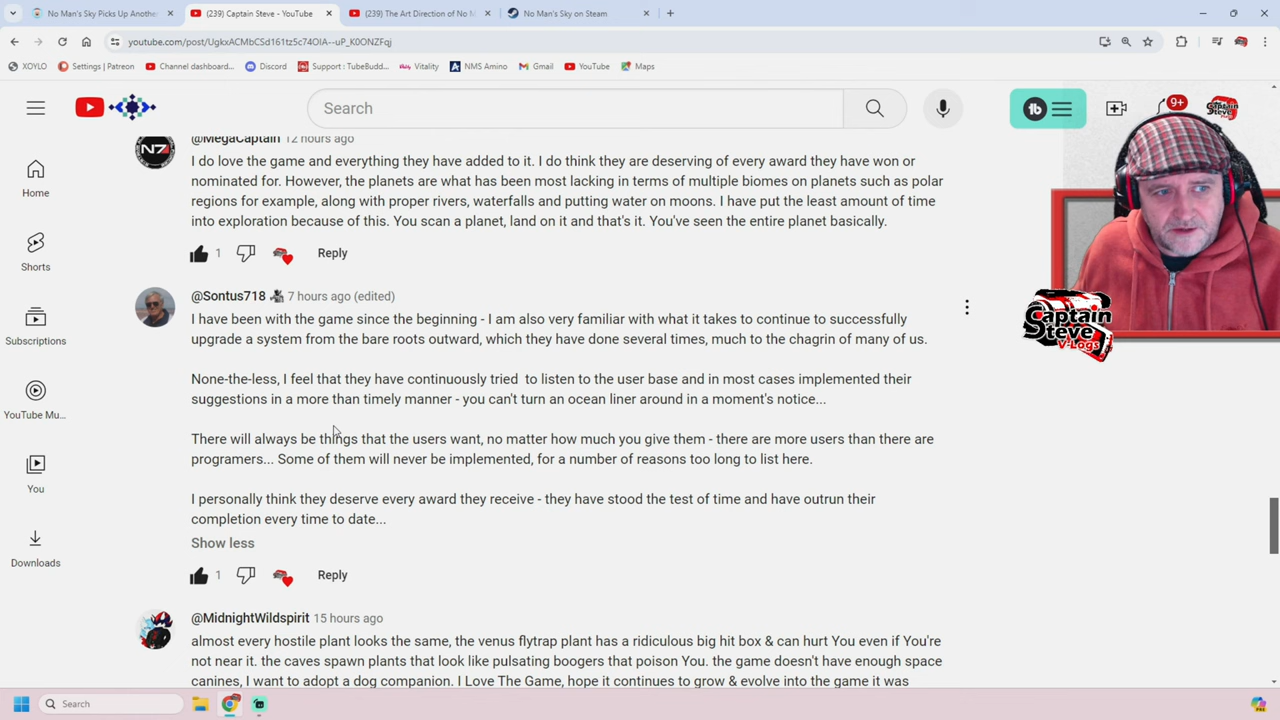 No Man's Sky Picks Up Anothe
(239) Captain Steve - YouTube
(239) The Art Direction of No M
No Man's Sky on Steam
youtube.com/post/UgkxACMbCSd161tz5c74OIA--uP_K0ONZFqj
XOYLO
Settings | Patreon
Channel dashboard...
Discord
Support : TubeBudd...
Vitality
NMS Amino
Gmail
YouTube
Maps
Search
tb
9+
Home
Shorts
Subscriptions
YouTube Mu...
You
Downloads
@MegaCaptain 12 hours ago
N7
I do love the game and everything they have added to it. I do think they are deserving of every award they have won or
nominated for. However, the planets are what has been most lacking in terms of multiple biomes on planets such as polar
regions for example, along with proper rivers, waterfalls and putting water on moons. I have put the least amount of time
into exploration because of this. You scan a planet, land on it and that's it. You've seen the entire planet basically.
1 Reply
@Sontus718 7 hours ago (edited)
I have been with the game since the beginning - I am also very familiar with what it takes to continue to successfully
upgrade a system from the bare roots outward, which they have done several times, much to the chagrin of many of us.
None-the-less, I feel that they have continuously tried to listen to the user base and in most cases implemented their
suggestions in a more than timely manner - you can't turn an ocean liner around in a moment's notice...
There will always be things that the users want, no matter how much you give them - there are more users than there are
programers... Some of them will never be implemented, for a number of reasons too long to list here.
I personally think they deserve every award they receive - they have stood the test of time and have outrun their
completion every time to date...
Show less
1 Reply
@MidnightWildspirit 15 hours ago
almost every hostile plant looks the same, the venus flytrap plant has a ridiculous big hit box & can hurt You even if You're
not near it. the caves spawn plants that look like pulsating boogers that poison You. the game doesn't have enough space
canines, I want to adopt a dog companion. I Love The Game, hope it continues to grow & evolve into the game it was
Captain
Steve
V-Logs
Search